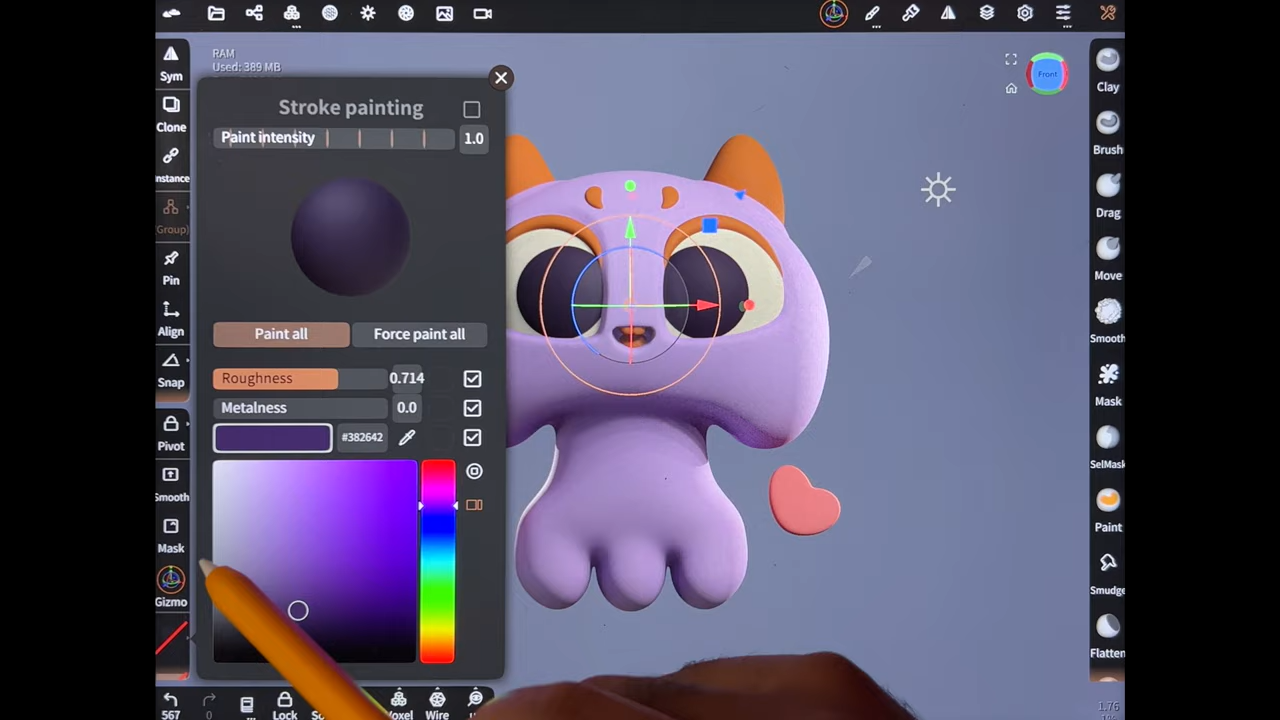 RAM
Used: 389 MB
Sym
Clone
Instance
(Group)
Pin
Align
Snap
Pivot
Smooth
Mask
Gizmo
567
0
Stroke painting
Paint intensity
1.0
Paint all
Force paint all
Roughness
0.714
Metalness
0.0
#382642
Lock
Voxel
Wire
Front
Clay
Brush
Drag
Move
Smooth
Mask
SelMask
Paint
Smudge
Flatten
1.76